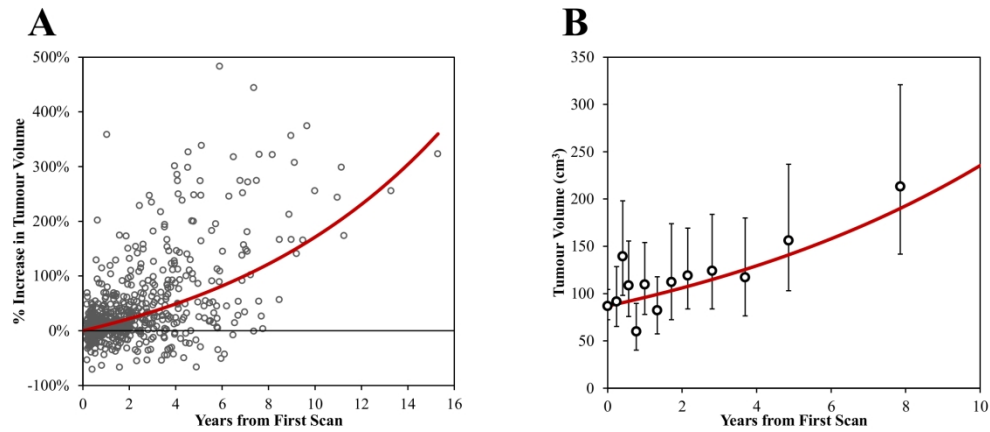 A
% Increase in Tumour Volume
500%
400%
300%
200%
100%
0%
-100%
0 2 4 6 8 10 12 14 16
Years from First Scan
B
Tumour Volume (cm³)
350
300
250
200
150
100
50
0
0 2 4 6 8 10
Years from First Scan